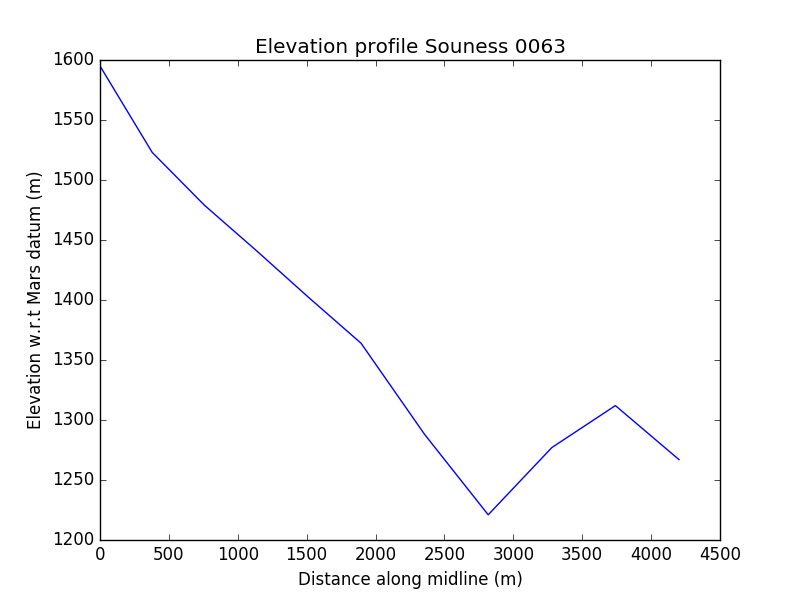 Elevation profile Souness 0063
1600
1550
1500
1450
1400
1350
1300
1250
1200
Elevation w.r.t Mars datum (m)
0 500 1000 1500 2000 2500 3000 3500 4000 4500
Distance along midline (m)